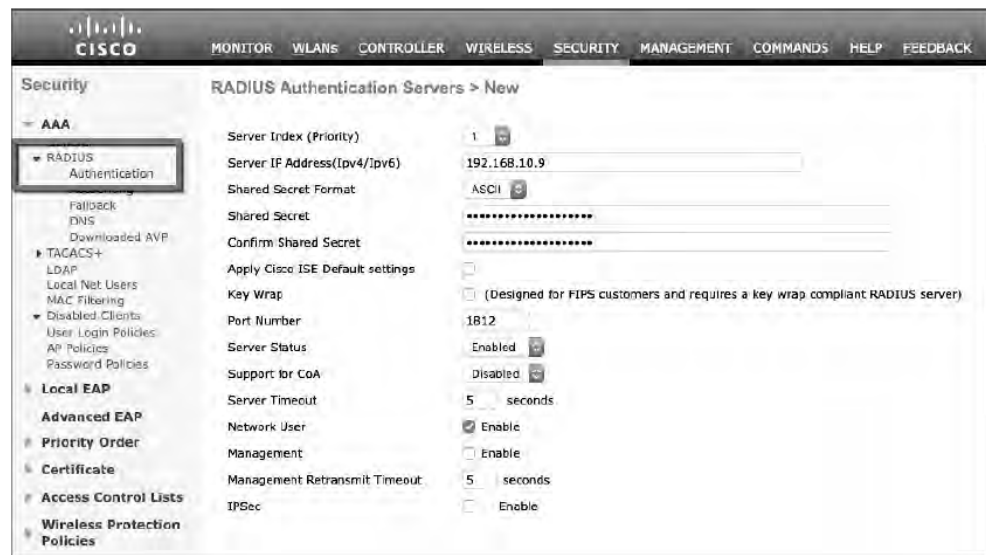 CISCO
MONITOR WLANs CONTROLLER WIRELESS SECURITY MANAGEMENT COMMANDS HELP FEEDBACK
Security
AAA
RADIUS
Authentication
Fallback
DNS
Downloaded AVP
TACACS+
LDAP
Local Net Users
MAC Filtering
Disabled Clients
User Login Policies
AP Policies
Password Policies
Local EAP
Advanced EAP
Priority Order
Certificate
Access Control Lists
Wireless Protection
Policies
RADIUS Authentication Servers > New
Server Index (Priority) 1
Server IP Address(Ipv4/Ipv6) 192.168.10.9
Shared Secret Format ASCII
Shared Secret ••••••••••••••••••••
Confirm Shared Secret ••••••••••••••••••••
Apply Cisco ISE Default settings
Key Wrap (Designed for FIPS customers and requires a key wrap compliant RADIUS server)
Port Number 1812
Server Status Enabled
Support for CoA Disabled
Server Timeout 5 seconds
Network User Enable
Management Enable
Management Retransmit Timeout 5 seconds
IPSec Enable